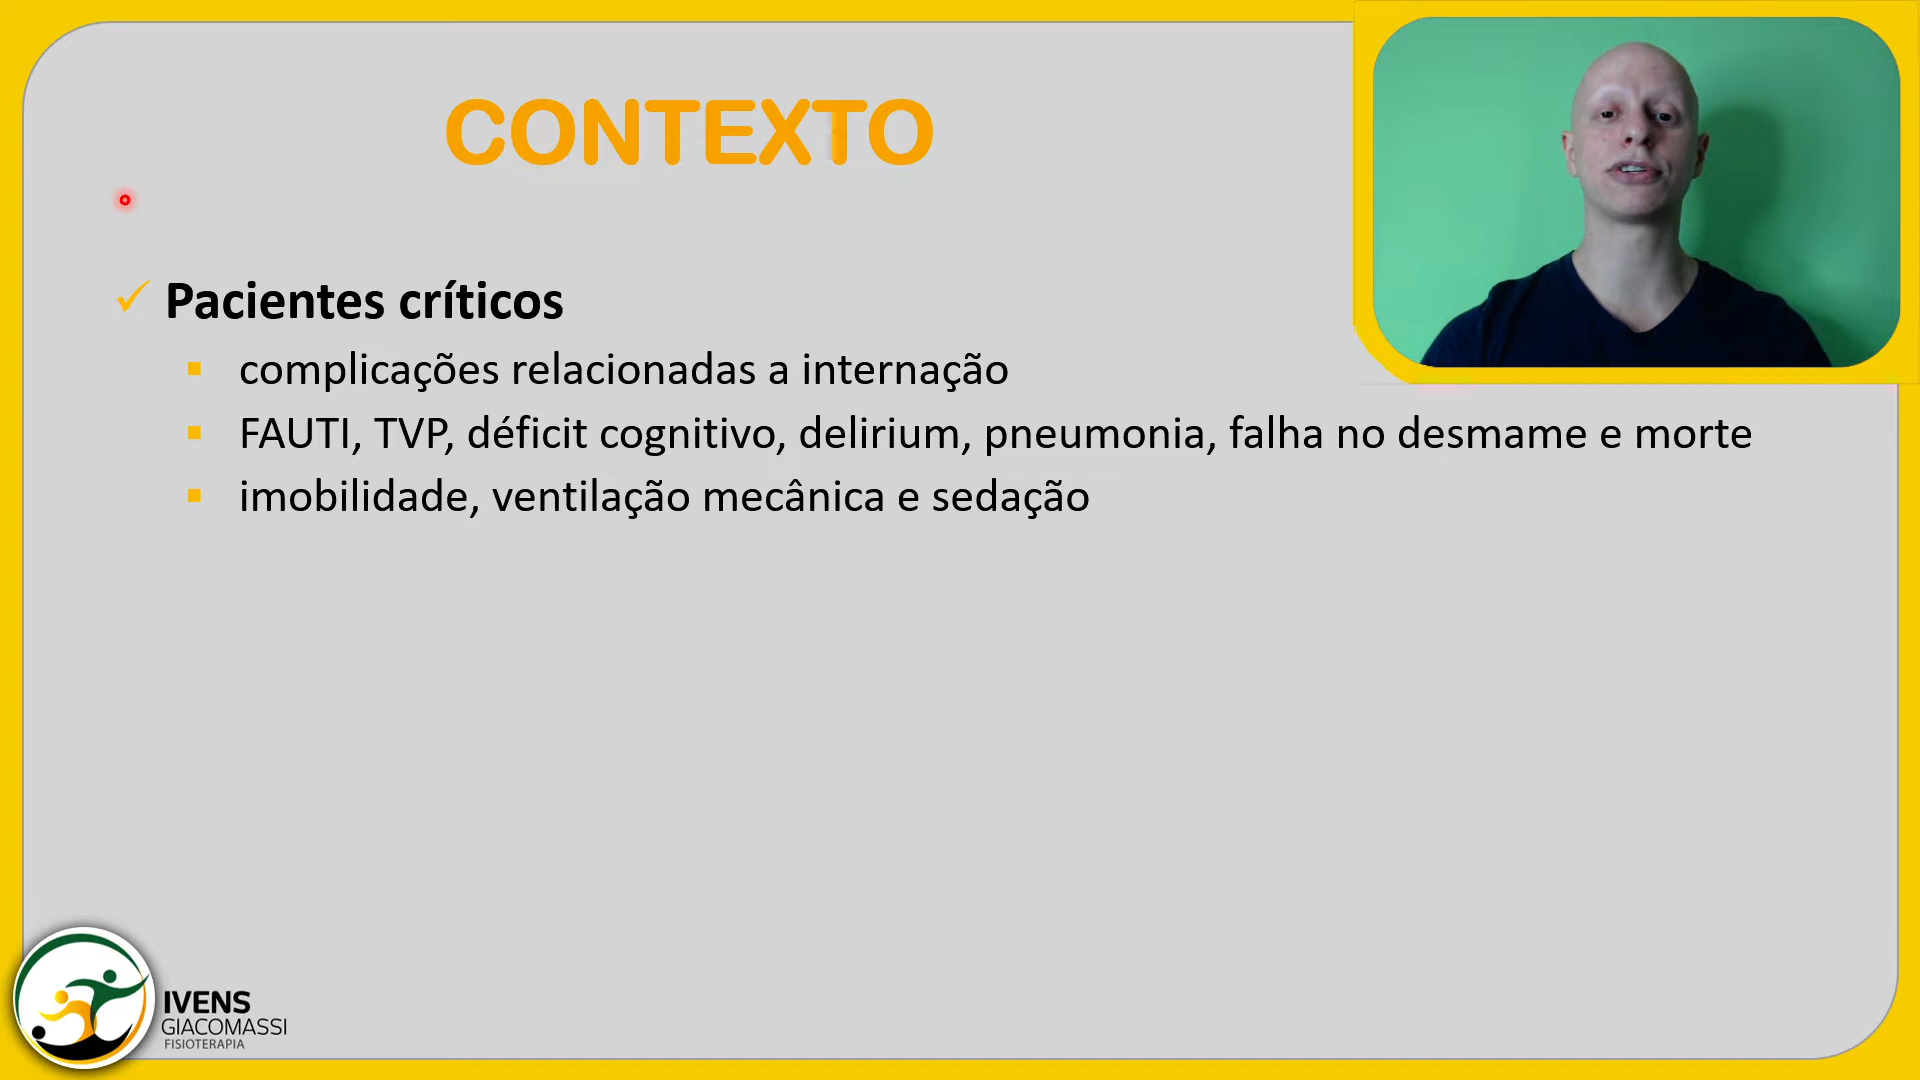 CONTEXTO
Pacientes críticos
complicações relacionadas a internação
FAUTI, TVP, déficit cognitivo, delirium, pneumonia, falha no desmame e morte
imobilidade, ventilação mecânica e sedação
IVENS
GIACOMASSI
FISIOTERAPIA